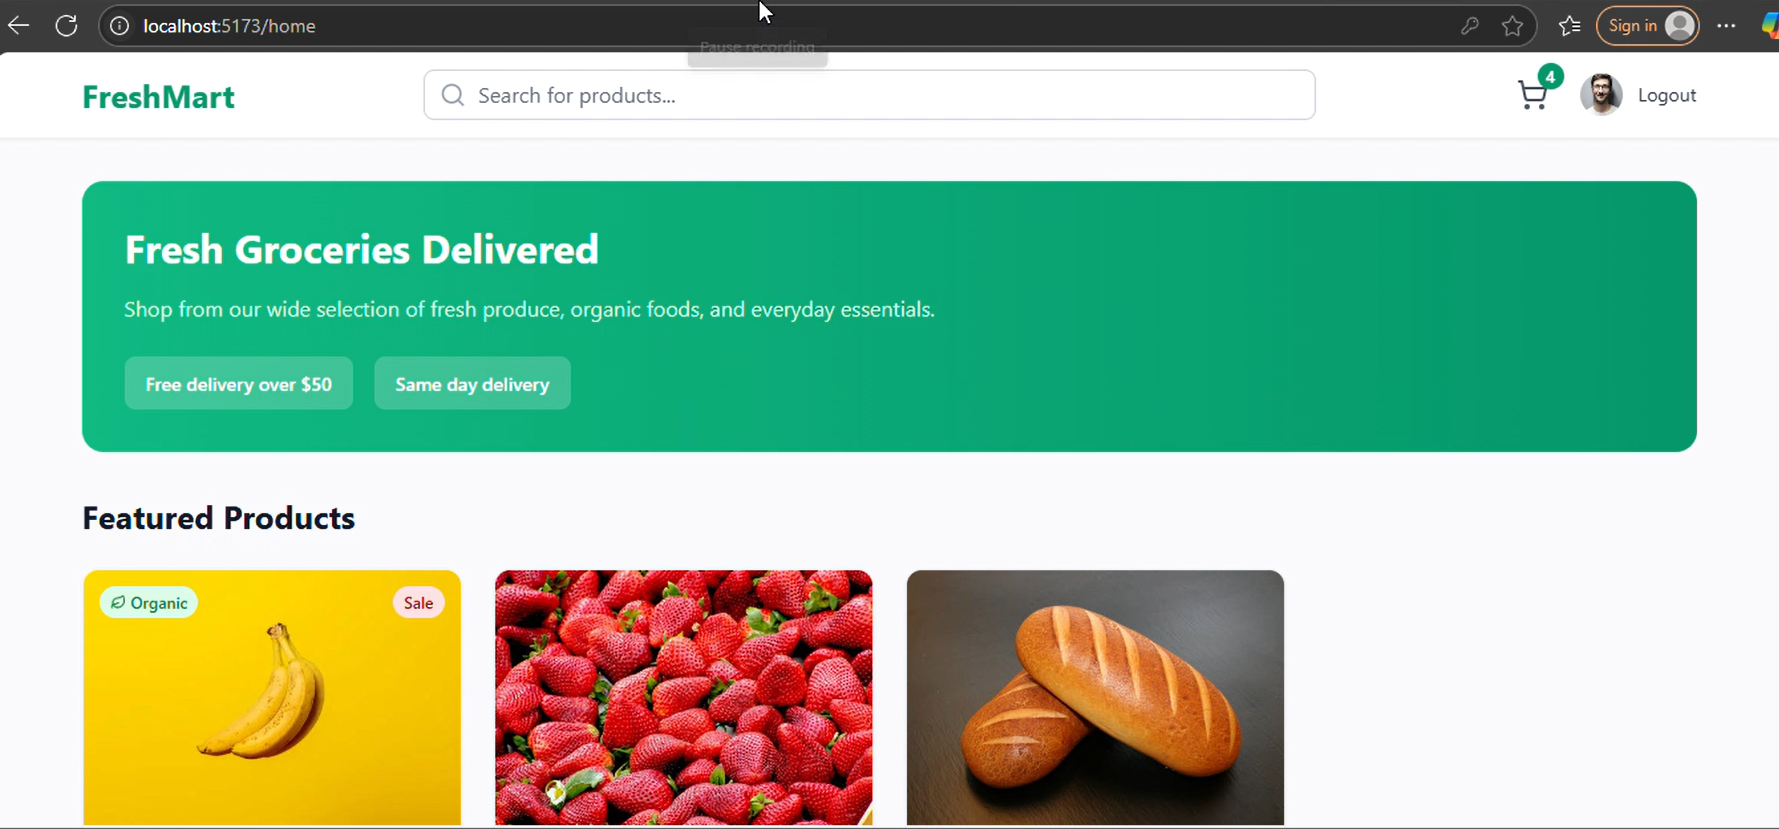 localhost:5173/home
Sign in
Pause recording
FreshMart
Search for products...
4
Logout
Fresh Groceries Delivered
Shop from our wide selection of fresh produce, organic foods, and everyday essentials.
Free delivery over $50
Same day delivery
Featured Products
Organic
Sale